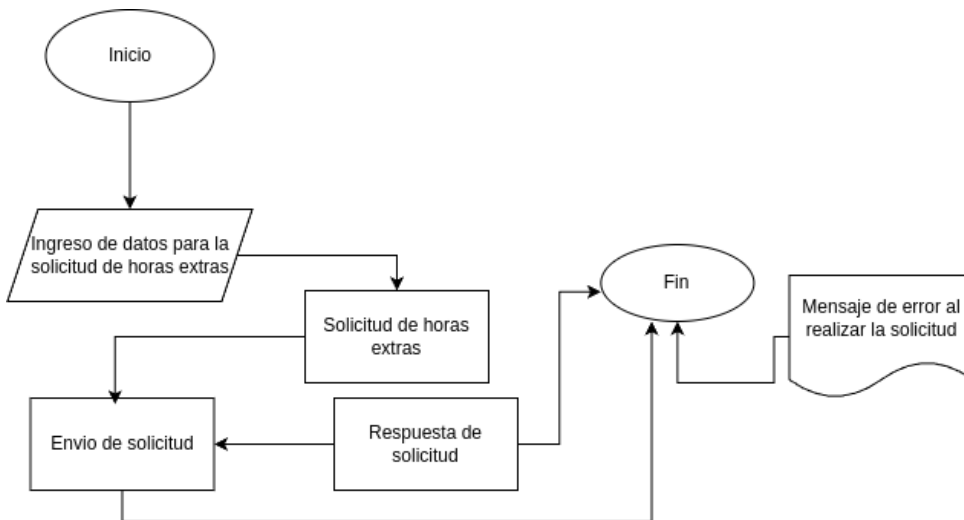 Inicio
Ingreso de datos para la
solicitud de horas extras
Fin
Mensaje de error al
realizar la solicitud
Solicitud de horas
extras
Envio de solicitud
Respuesta de
solicitud